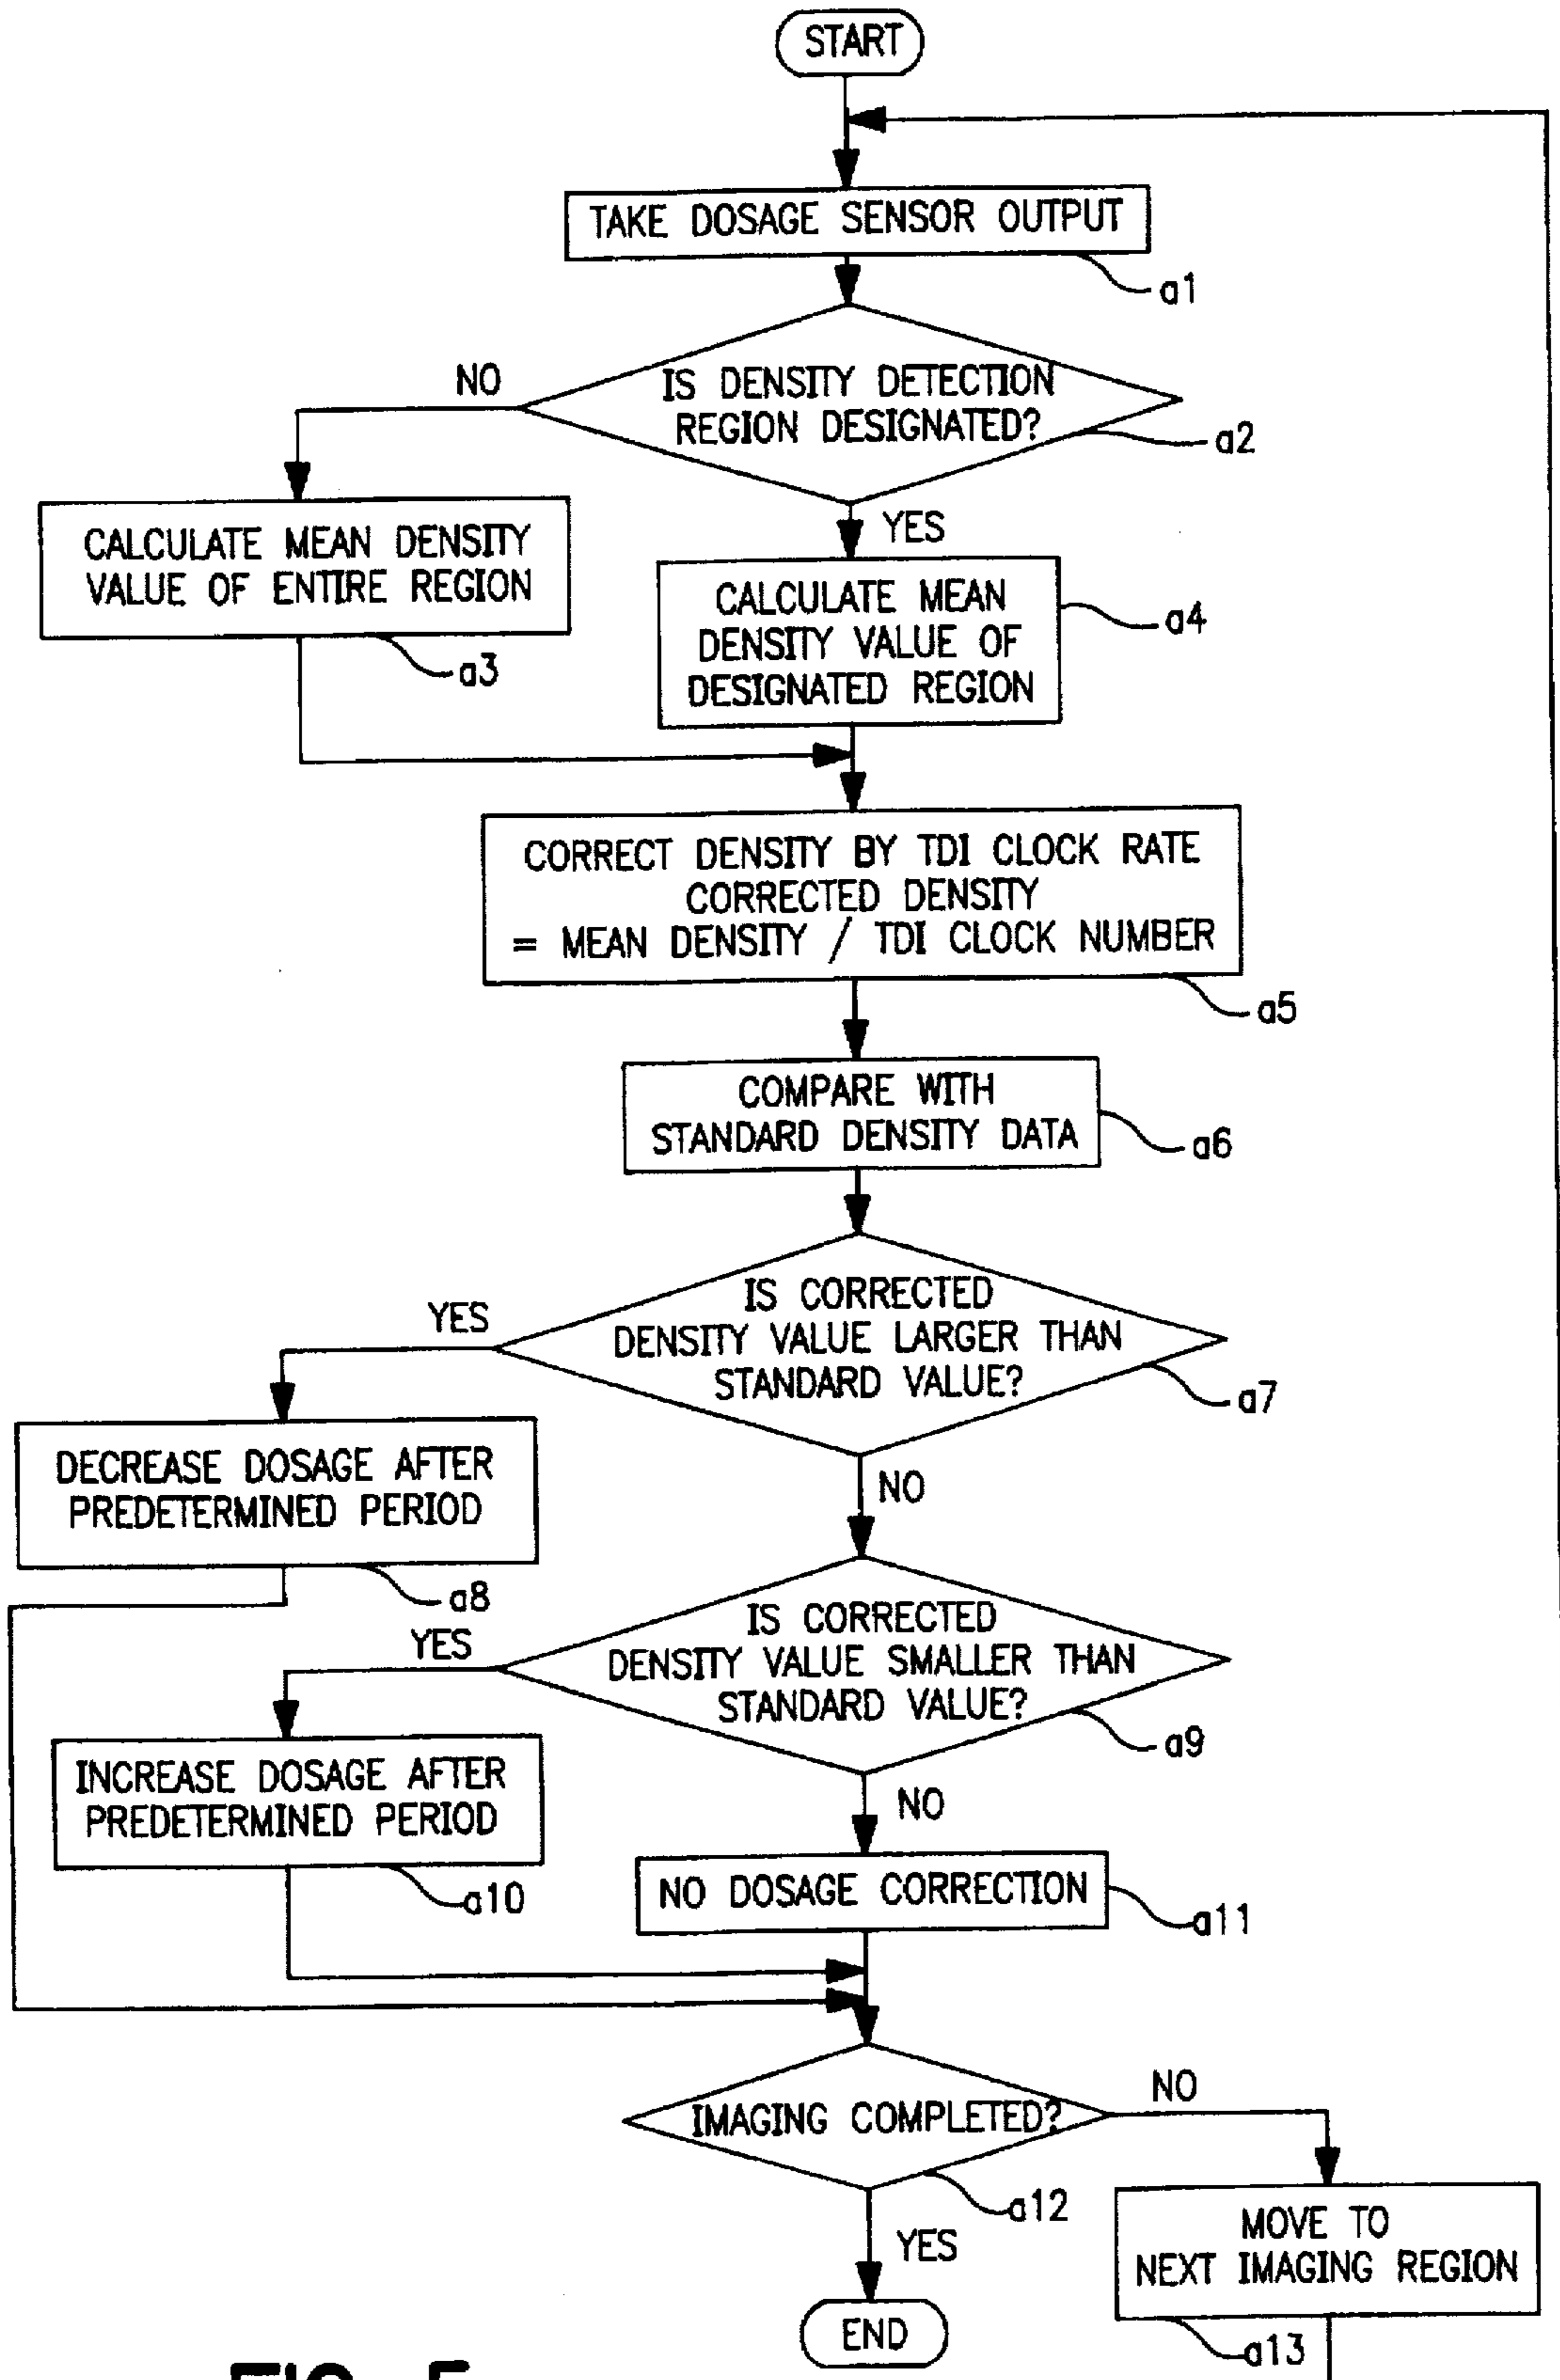 START
TAKE DOSAGE SENSOR OUTPUT
a1
IS DENSITY DETECTION
REGION DESIGNATED?
a2
NO
YES
CALCULATE MEAN DENSITY
VALUE OF ENTIRE REGION
a3
CALCULATE MEAN
DENSITY VALUE OF
DESIGNATED REGION
a4
CORRECT DENSITY BY TDI CLOCK RATE
CORRECTED DENSITY
= MEAN DENSITY / TDI CLOCK NUMBER
a5
COMPARE WITH
STANDARD DENSITY DATA
a6
IS CORRECTED
DENSITY VALUE LARGER THAN
STANDARD VALUE?
a7
YES
NO
DECREASE DOSAGE AFTER
PREDETERMINED PERIOD
a8
IS CORRECTED
DENSITY VALUE SMALLER THAN
STANDARD VALUE?
a9
YES
NO
INCREASE DOSAGE AFTER
PREDETERMINED PERIOD
a10
NO DOSAGE CORRECTION
a11
IMAGING COMPLETED?
a12
NO
YES
MOVE TO
NEXT IMAGING REGION
a13
END